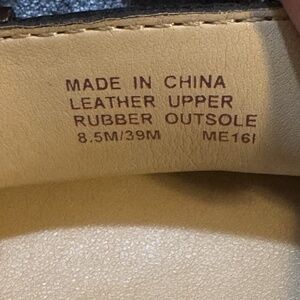 MADE IN CHINA
LEATHER UPPER
RUBBER OUTSOLE
8.5M/39M ME16I